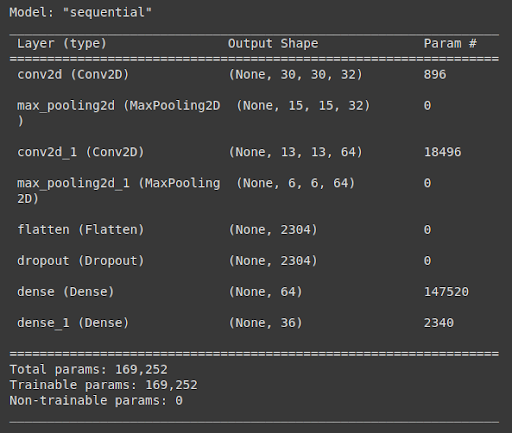 Model: "sequential"
Layer (type) Output Shape Param #
conv2d (Conv2D) (None, 30, 30, 32) 896
max_pooling2d (MaxPooling2D (None, 15, 15, 32) 0
)
conv2d_1 (Conv2D) (None, 13, 13, 64) 18496
max_pooling2d_1 (MaxPooling (None, 6, 6, 64) 0
2D)
flatten (Flatten) (None, 2304) 0
dropout (Dropout) (None, 2304) 0
dense (Dense) (None, 64) 147520
dense_1 (Dense) (None, 36) 2340
Total params: 169,252
Trainable params: 169,252
Non-trainable params: 0